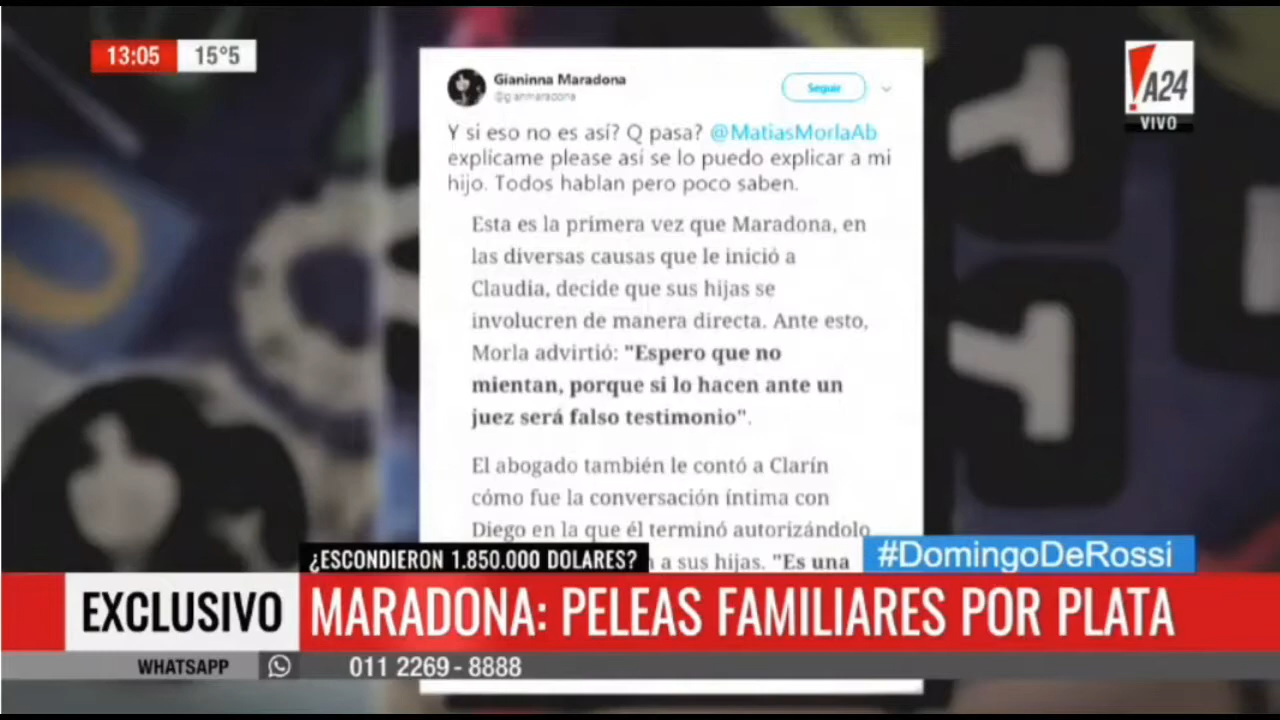 13:05 15°5
A24
VIVO
Gianinna Maradona
@gianmaradona
Seguir
Y si eso no es así? Q pasa? @MatiasMorlaAb
explícame please así se lo puedo explicar a mi
hijo. Todos hablan pero poco saben.
Esta es la primera vez que Maradona, en
las diversas causas que le inició a
Claudia, decide que sus hijas se
involucren de manera directa. Ante esto,
Morla advirtió: "Espero que no
mientan, porque si lo hacen ante un
juez será falso testimonio".
El abogado también le contó a Clarín
cómo fue la conversación íntima con
Diego en la que él terminó autorizándolo
a sus hijas. "Es una
¿ESCONDIERON 1.850.000 DOLARES?
#DomingoDeRossi
EXCLUSIVO
MARADONA: PELEAS FAMILIARES POR PLATA
WHATSAPP 011 2269-8888